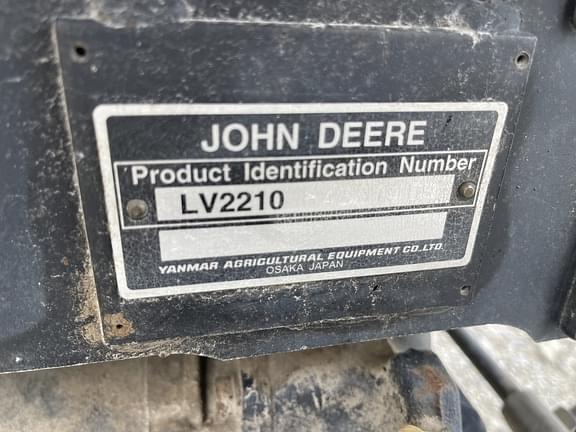 JOHN DEERE
Product Identification Number
LV2210
YANMAR AGRICULTURAL EQUIPMENT CO.LTD.
OSAKA JAPAN